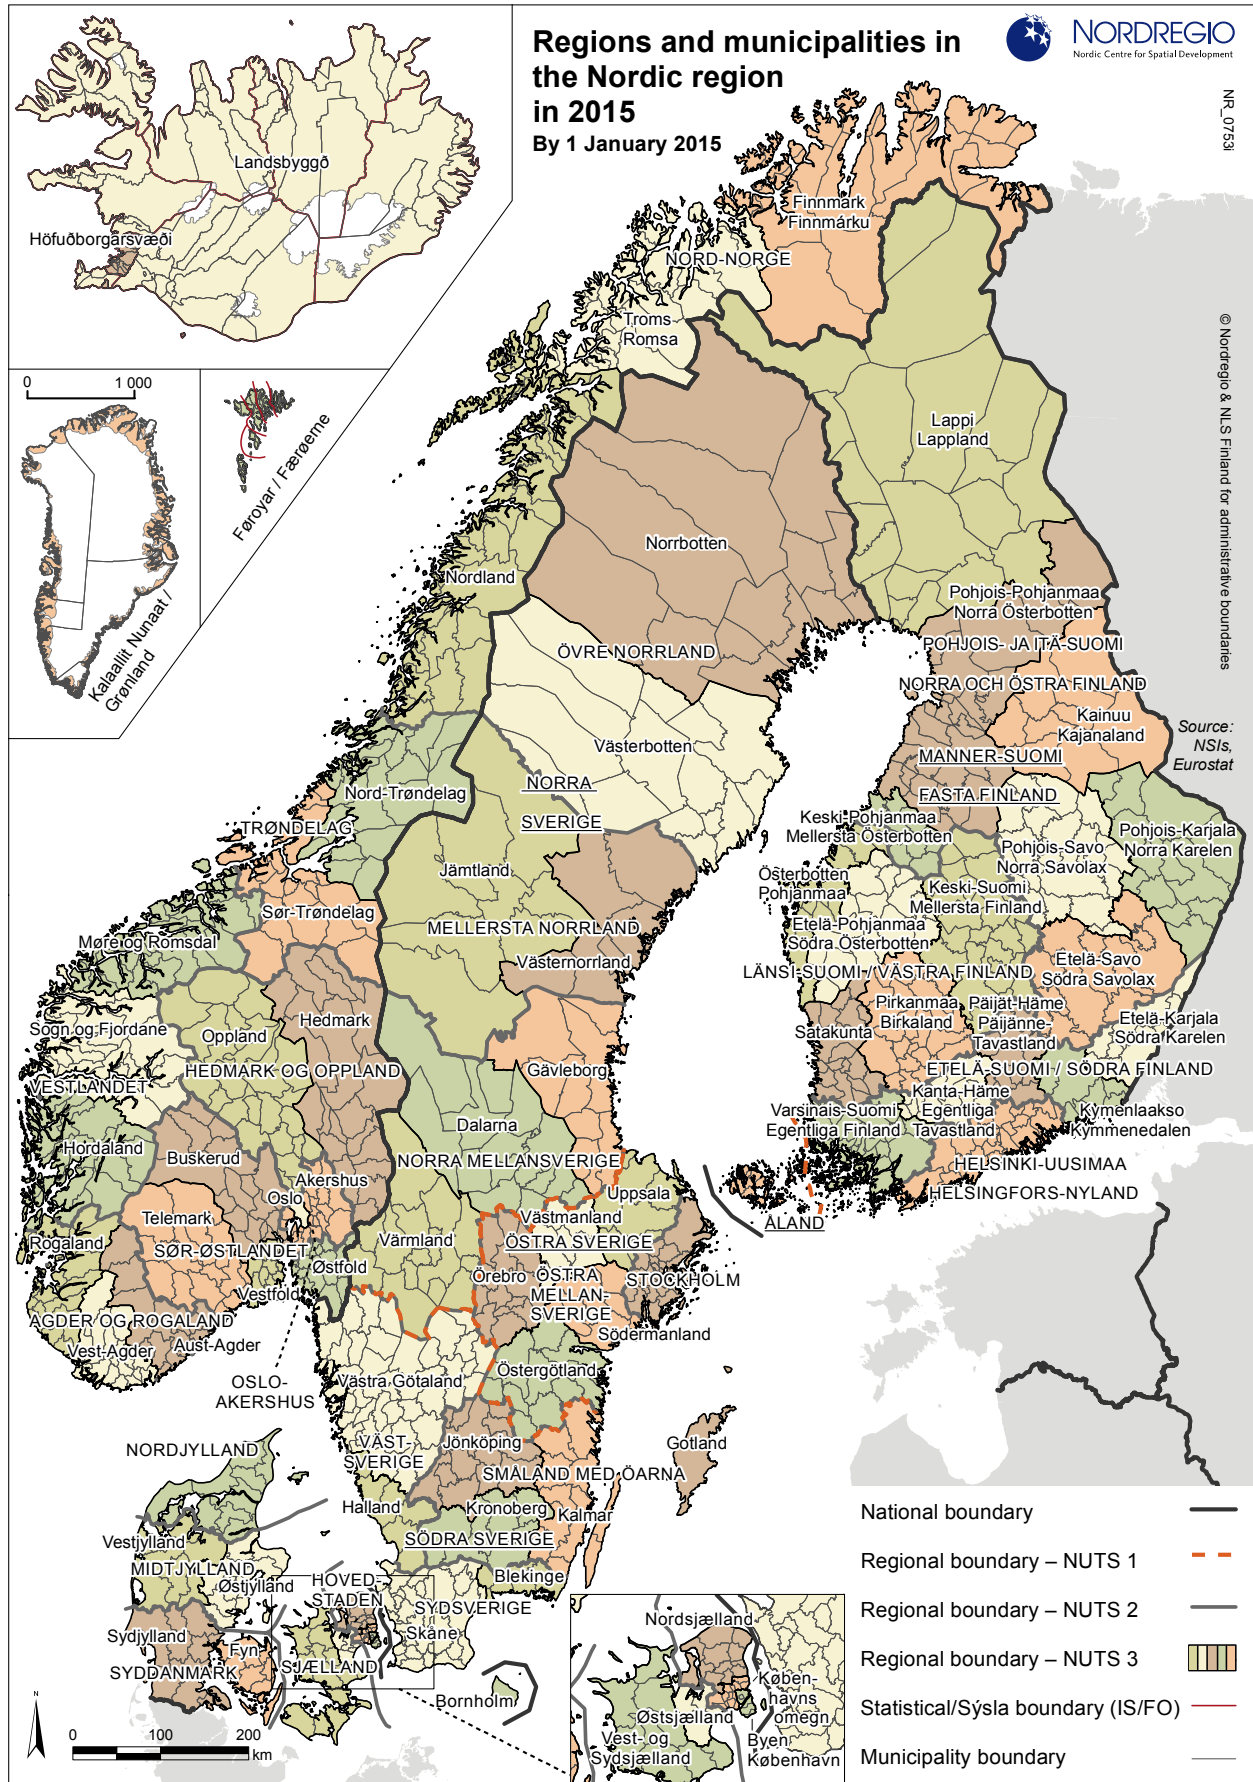 Regions and municipalities in
the Nordic region
in 2015
By 1 January 2015
NORDREGIO
Nordic Centre for Spatial Development
NR_0753i
© Nordregio & NLS Finland for administrative boundaries
Source:
NSIs,
Eurostat
Landsbyggð
Höfuðborgarsvæði
0 1 000
Føroyar / Færøerne
Kalaallit Nunaat /
Grønland
Finnmark
Finnmárku
NORD-NORGE
Troms
Romsa
Lappi
Lappland
Norrbotten
Nordland
Pohjois-Pohjanmaa
Norra Österbotten
ÖVRE NORRLAND
POHJOIS- JA ITÄ-SUOMI
NORRA OCH ÖSTRA FINLAND
Kainuu
Kajanaland
Västerbotten
MANNER-SUOMI
FASTA FINLAND
NORRA
SVERIGE
Nord-Trøndelag
TRØNDELAG
Keski-Pohjanmaa
Mellersta Österbotten
Pohjois-Savo
Norra Savolax
Pohjois-Karjala
Norra Karelen
Jämtland
Österbotten
Pohjanmaa
Keski-Suomi
Mellersta Finland
Sør-Trøndelag
MELLERSTA NORRLAND
Etelä-Pohjanmaa
Södra Österbotten
Møre og Romsdal
Västernorrland
LÄNSI-SUOMI / VÄSTRA FINLAND
Etelä-Savo
Södra Savolax
Sogn og Fjordane
Oppland
Hedmark
Pirkanmaa
Birkaland
Päijät-Häme
Päijänne-
Tavastland
Etelä-Karjala
Södra Karelen
Satakunta
VESTLANDET
HEDMARK OG OPPLAND
Gävleborg
ETELÄ-SUOMI / SÖDRA FINLAND
Kanta-Häme
Egentliga
Tavastland
Dalarna
Varsinais-Suomi
Egentliga Finland
Kymenlaakso
Kymmenedalen
Hordaland
Buskerud
NORRA MELLANSVERIGE
HELSINKI-UUSIMAA
HELSINGFORS-NYLAND
Akershus
Oslo
Uppsala
Telemark
Västmanland
ÅLAND
Rogaland
SØR-ØSTLANDET
Østfold
Värmland
ÖSTRA SVERIGE
Örebro
ÖSTRA
MELLAN-
SVERIGE
STOCKHOLM
Vestfold
AGDER OG ROGALAND
Aust-Agder
Vest-Agder
Södermanland
OSLO-
AKERSHUS
Västra Götaland
Östergötland
NORDJYLLAND
VÄST-
SVERIGE
Jönköping
Gotland
SMÅLAND MED ÖARNA
Halland
Kronoberg
Kalmar
Vestjylland
SÖDRA SVERIGE
MIDTJYLLAND
Østjylland
HOVED-
STADEN
Blekinge
SYDSVERIGE
Skåne
Sydjylland
Fyn
SYDDANMARK
SJÆLLAND
Bornholm
N
0 100 200
km
Nordsjælland
Køben-
havns
omegn
Østsjælland
Vest- og
Sydsjælland
Byen
København
National boundary
Regional boundary – NUTS 1
Regional boundary – NUTS 2
Regional boundary – NUTS 3
Statistical/Sýsla boundary (IS/FO)
Municipality boundary